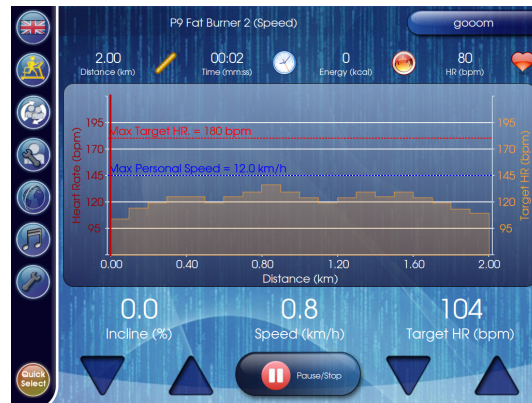 P9 Fat Burner 2 (Speed)
gooom
2.00
Distance (km)
00:02
Time (mm:ss)
0
Energy (kcal)
80
HR (bpm)
Heart Rate (bpm)
195
170
145
120
95
Max Target HR. = 180 bpm
Max Personal Speed = 12.0 km/h
195
170
145
120
95
Target HR (bpm)
0.00
0.40
0.80
1.20
1.60
2.00
Distance (km)
0.0
Incline (%)
0.8
Speed (km/h)
104
Target HR (bpm)
Quick
Select
Pause/Stop